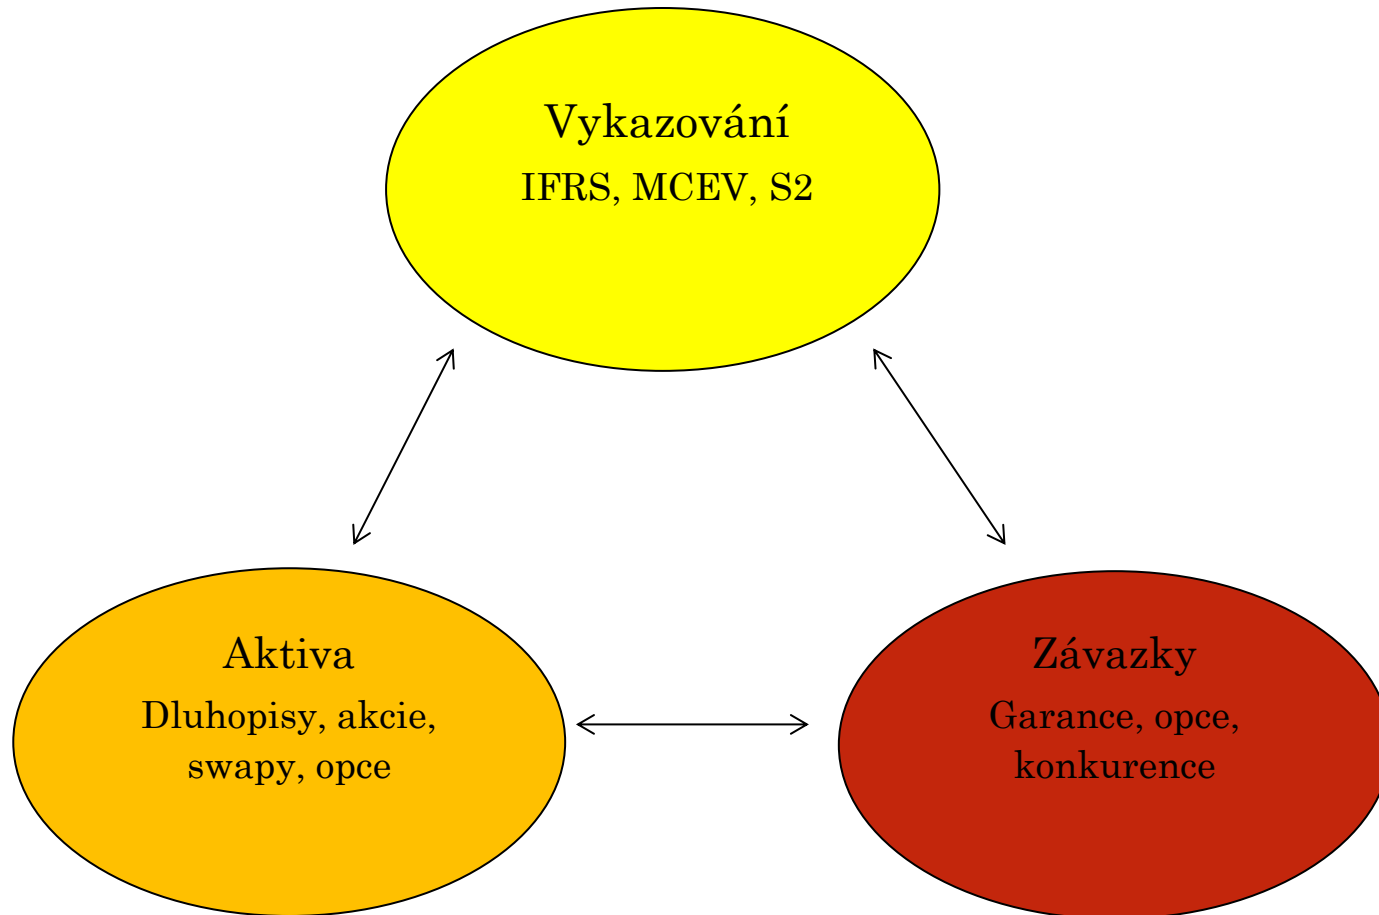 Vykazování
IFRS, MCEV, S2
Aktiva
Dluhopisy, akcie,
swapy, opce
Závazky
Garance, opce,
konkurence